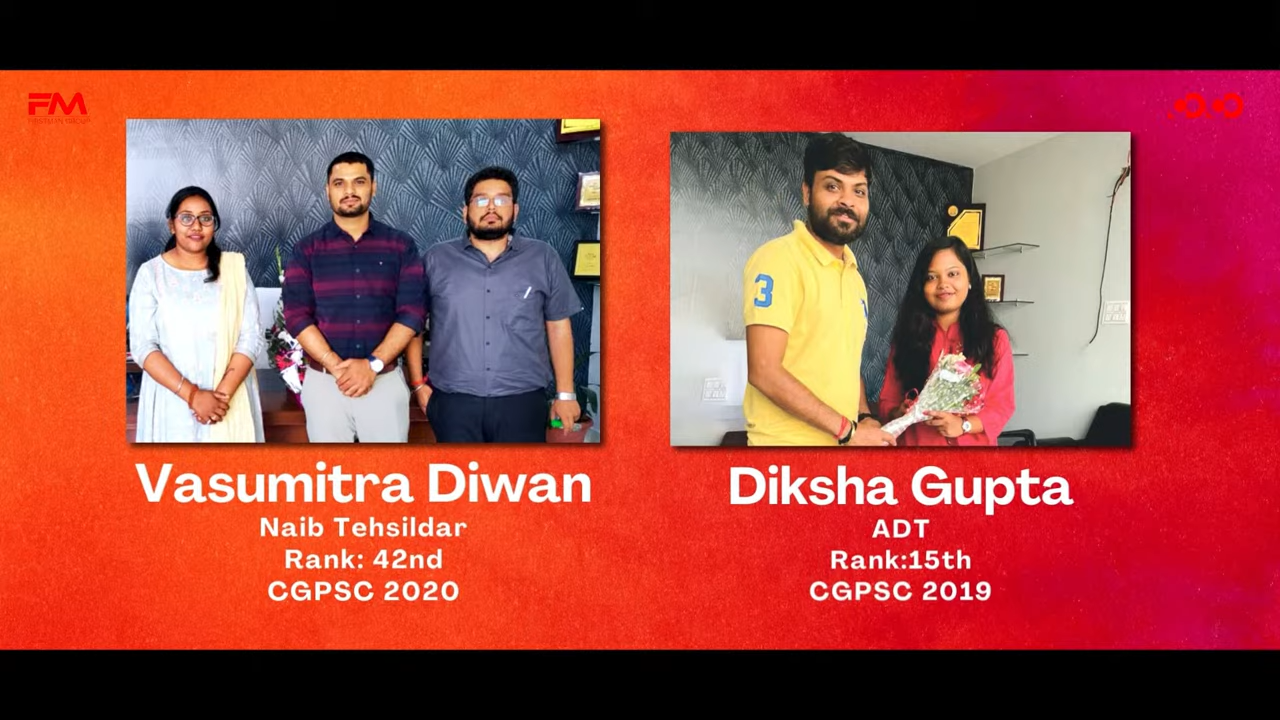 FM
3
Vasumitra Diwan
Naib Tehsildar
Rank: 42nd
CGPSC 2020
Diksha Gupta
ADT
Rank:15th
CGPSC 2019